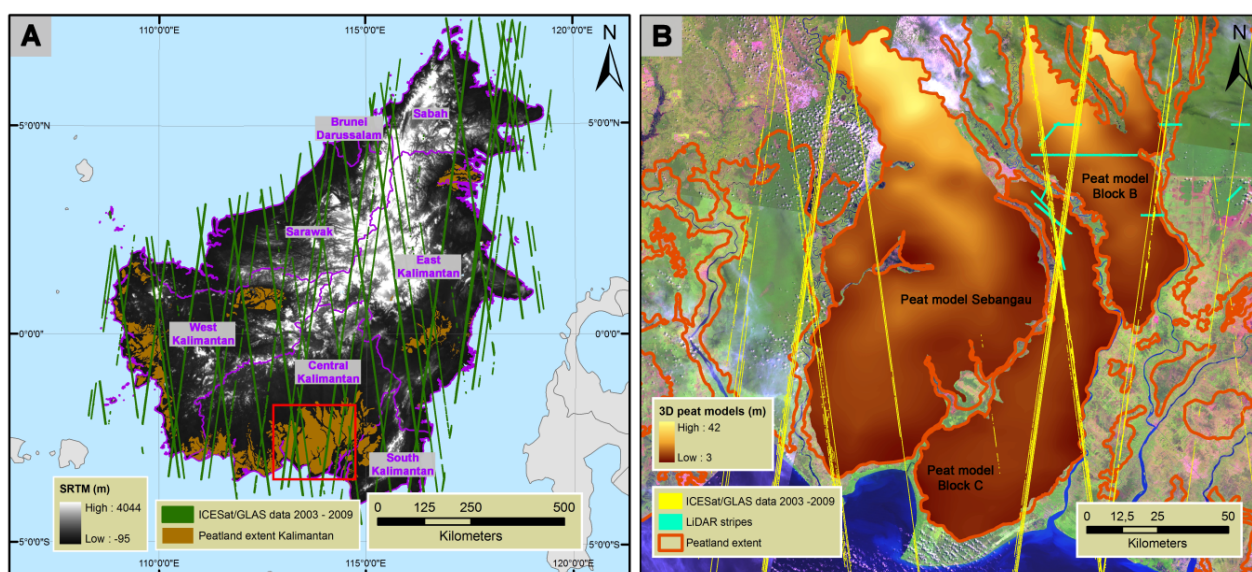 A
110°0'0"E
115°0'0"E
120°0'0"E
N
5°0'0"N
5°0'0"N
Brunei
Darussalam
Sabah
Sarawak
East
Kalimantan
0°0'0"
0°0'0"
West
Kalimantan
Central
Kalimantan
South
Kalimantan
SRTM (m)
High : 4044
Low : -95
ICESat/GLAS data 2003 - 2009
Peatland extent Kalimantan
0
125
250
500
Kilometers
5°0'0"S
5°0'0"S
110°0'0"E
115°0'0"E
120°0'0"E
B
N
Peat model
Block B
Peat model Sebangau
Peat model
Block C
3D peat models (m)
High : 42
Low : 3
ICESat/GLAS data 2003 -2009
LiDAR stripes
Peatland extent
0
12,5
25
50
Kilometers